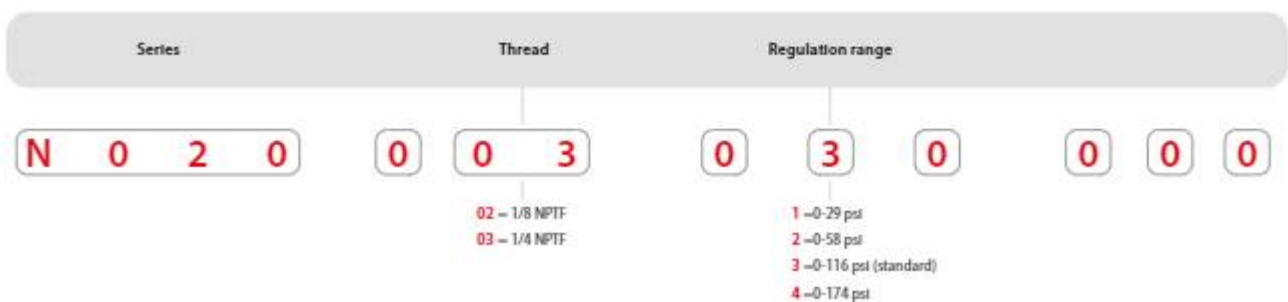 Series Thread Regulation range
N 0 2 0 0 0 3 0 3 0 0 0 0
02 = 1/8 NPTF 1 =0-29 psi
03 = 1/4 NPTF 2 =0-58 psi
3 =0-116 psi (standard)
4 =0-174 psi